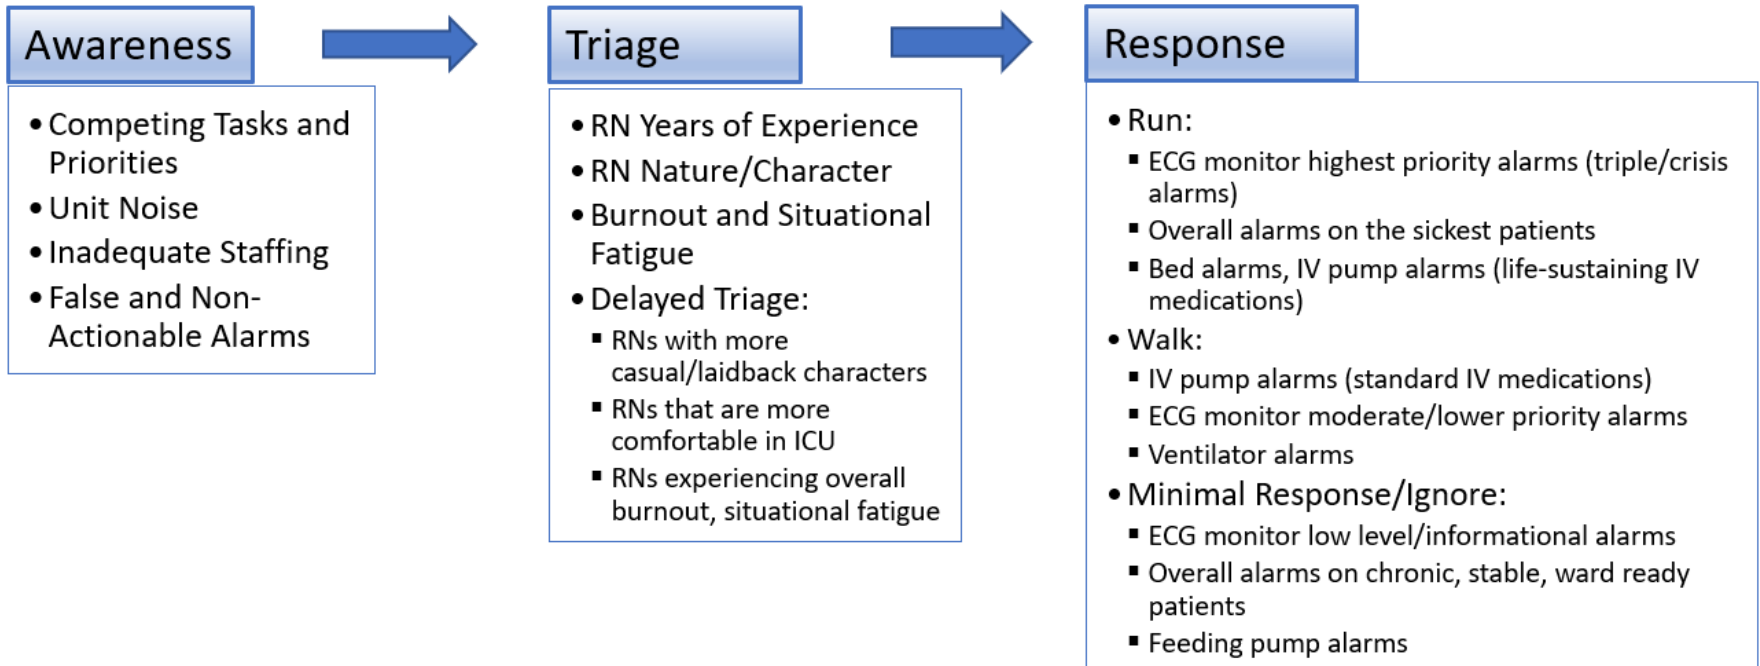 Awareness
• Competing Tasks and
Priorities
• Unit Noise
• Inadequate Staffing
• False and Non-
Actionable Alarms
Triage
• RN Years of Experience
• RN Nature/Character
• Burnout and Situational
Fatigue
• Delayed Triage:
▪ RNs with more
casual/laidback characters
▪ RNs that are more
comfortable in ICU
▪ RNs experiencing overall
burnout, situational fatigue
Response
• Run:
▪ ECG monitor highest priority alarms (triple/crisis
alarms)
▪ Overall alarms on the sickest patients
▪ Bed alarms, IV pump alarms (life-sustaining IV
medications)
• Walk:
▪ IV pump alarms (standard IV medications)
▪ ECG monitor moderate/lower priority alarms
▪ Ventilator alarms
• Minimal Response/Ignore:
▪ ECG monitor low level/informational alarms
▪ Overall alarms on chronic, stable, ward ready
patients
▪ Feeding pump alarms